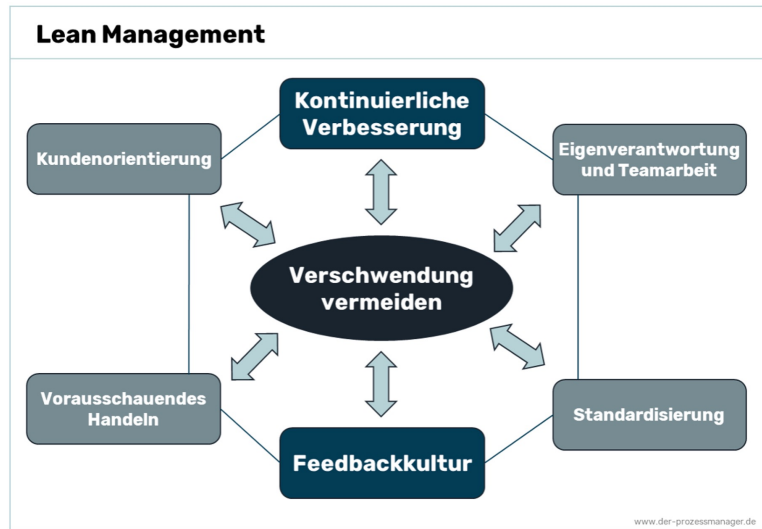 Lean Management
Kontinuierliche
Verbesserung
Kundenorientierung
Eigenverantwortung
und Teamarbeit
Verschwendung
vermeiden
Vorausschauendes
Handeln
Standardisierung
Feedbackkultur
www.der-prozessmanager.de